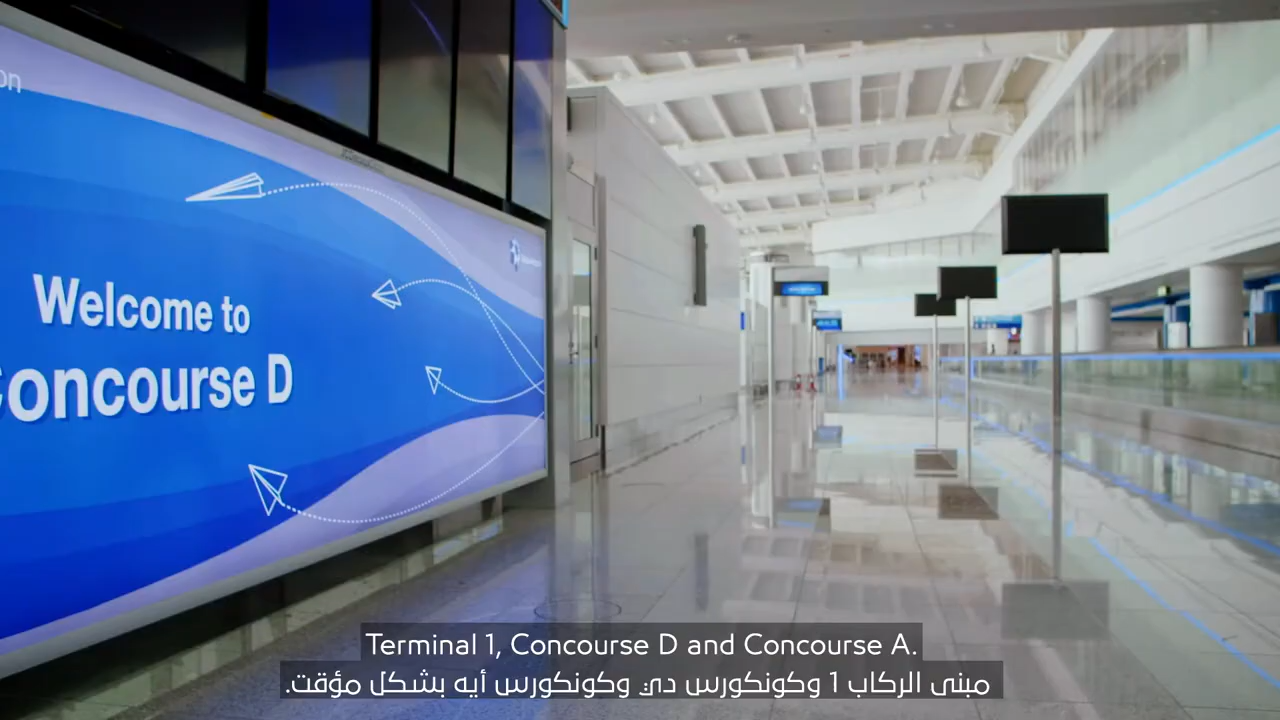 Welcome to
Concourse D
Terminal 1, Concourse D and Concourse A.
مبنى الركاب 1 وكونكورس دي وكونكورس أيه بشكل مؤقت.